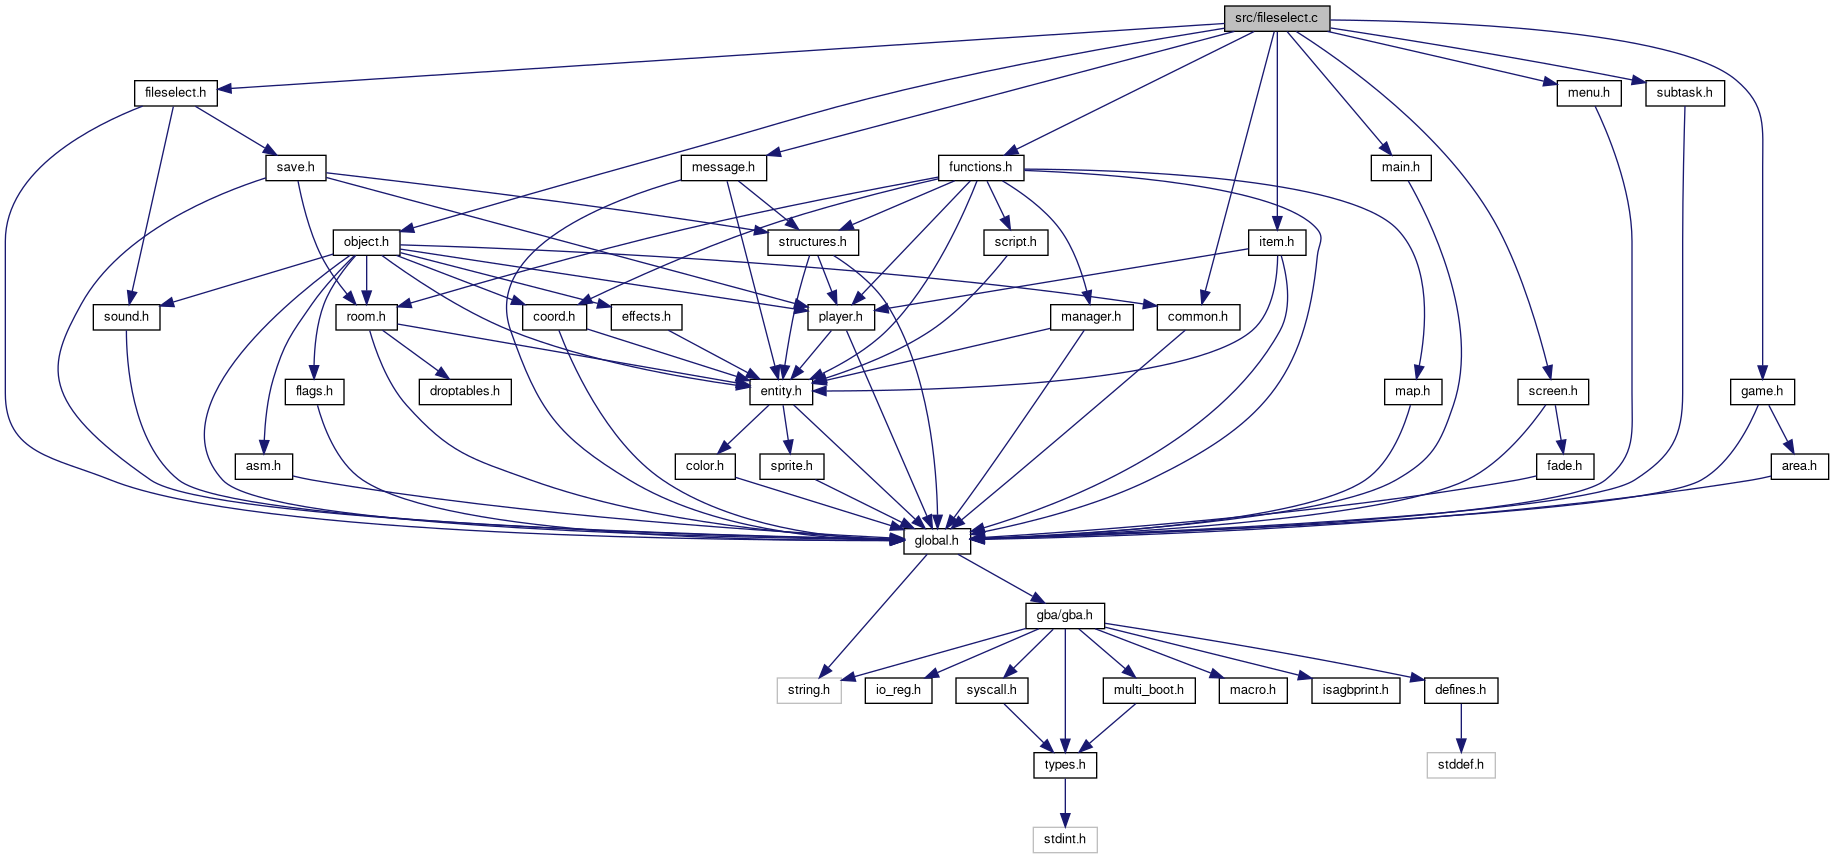 src/fileselect.c
fileselect.h
menu.h
subtask.h
save.h
message.h
functions.h
main.h
object.h
structures.h
script.h
item.h
sound.h
room.h
coord.h
effects.h
player.h
manager.h
common.h
flags.h
droptables.h
entity.h
map.h
screen.h
game.h
asm.h
color.h
sprite.h
fade.h
area.h
global.h
gba/gba.h
string.h
io_reg.h
syscall.h
multi_boot.h
macro.h
isagbprint.h
defines.h
types.h
stddef.h
stdint.h